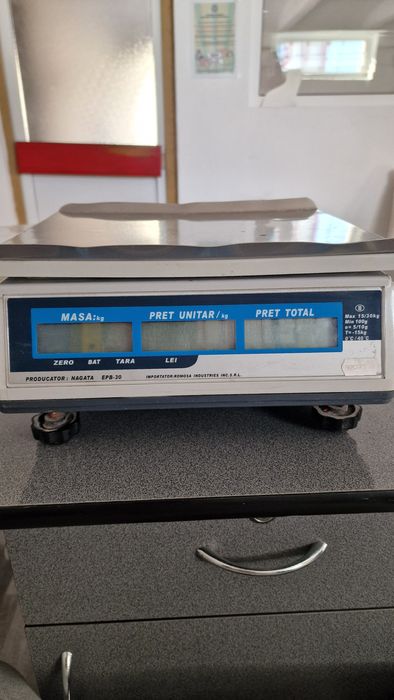 MASA:kg PRET UNITAR/kg PRET TOTAL
Max 15/30kg
Min 100g
e= 5/10g
T= -15kg
0°C/40°C
ZERO BAT TARA LEI
PRODUCATOR: NAGATA EPB-30 IMPORTATOR:ROMOSA INDUSTRIES INC.S.R.L.